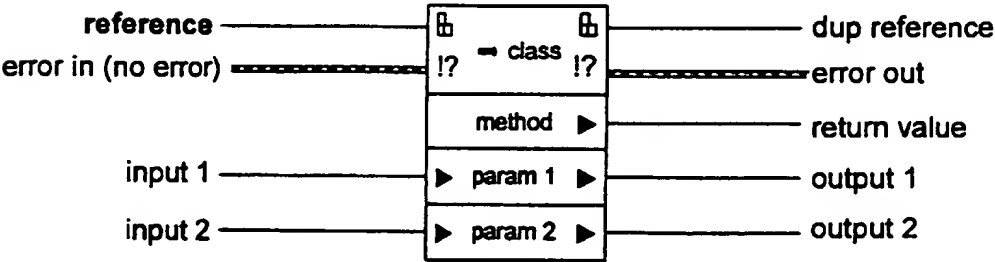 reference dup reference
error in (no error) !? class !? error out
method return value
input 1 param 1 output 1
input 2 param 2 output 2